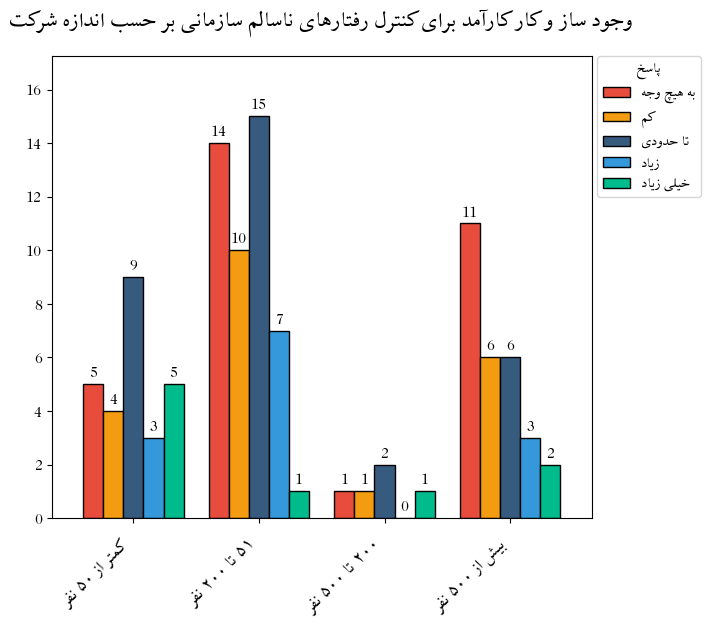 وجود ساز و کار کارآمد برای کنترل رفتارهای ناسالم سازمانی بر حسب اندازه شرکت
پاسخ
به هیچ وجه
کم
تا حدودی
زیاد
خیلی زیاد
16
14
12
10
8
6
4
2
0
5
4
9
3
5
14
10
15
7
1
1
1
2
0
1
11
6
6
3
2
کمتر از ۵۰ نفر
۵۱ تا ۲۰۰ نفر
۲۰۰ تا ۵۰۰ نفر
بیش از ۵۰۰ نفر